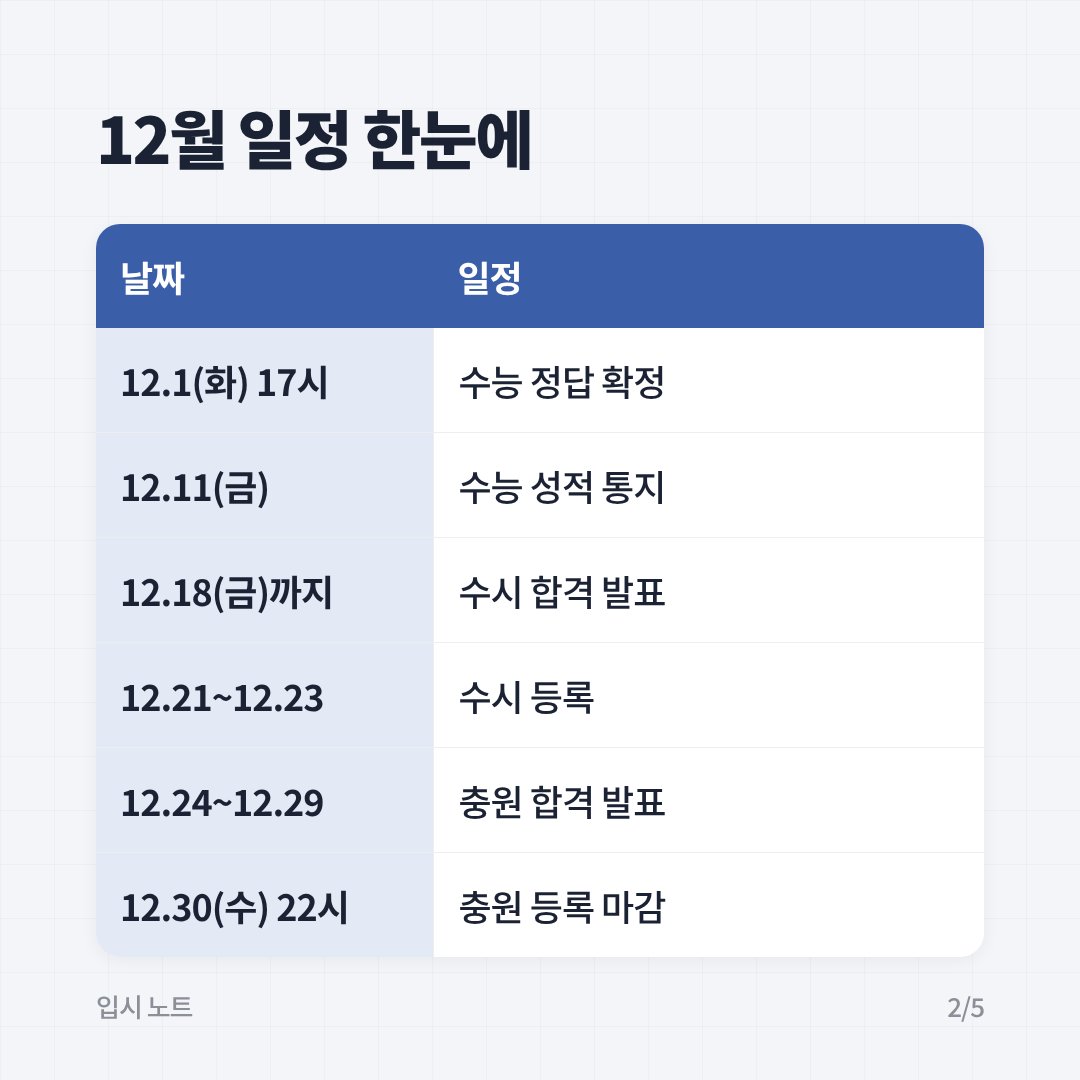 12월 일정 한눈에
날짜 일정
12.1(화) 17시 수능 정답 확정
12.11(금) 수능 성적 통지
12.18(금)까지 수시 합격 발표
12.21~12.23 수시 등록
12.24~12.29 충원 합격 발표
12.30(수) 22시 충원 등록 마감
입시 노트 2/5